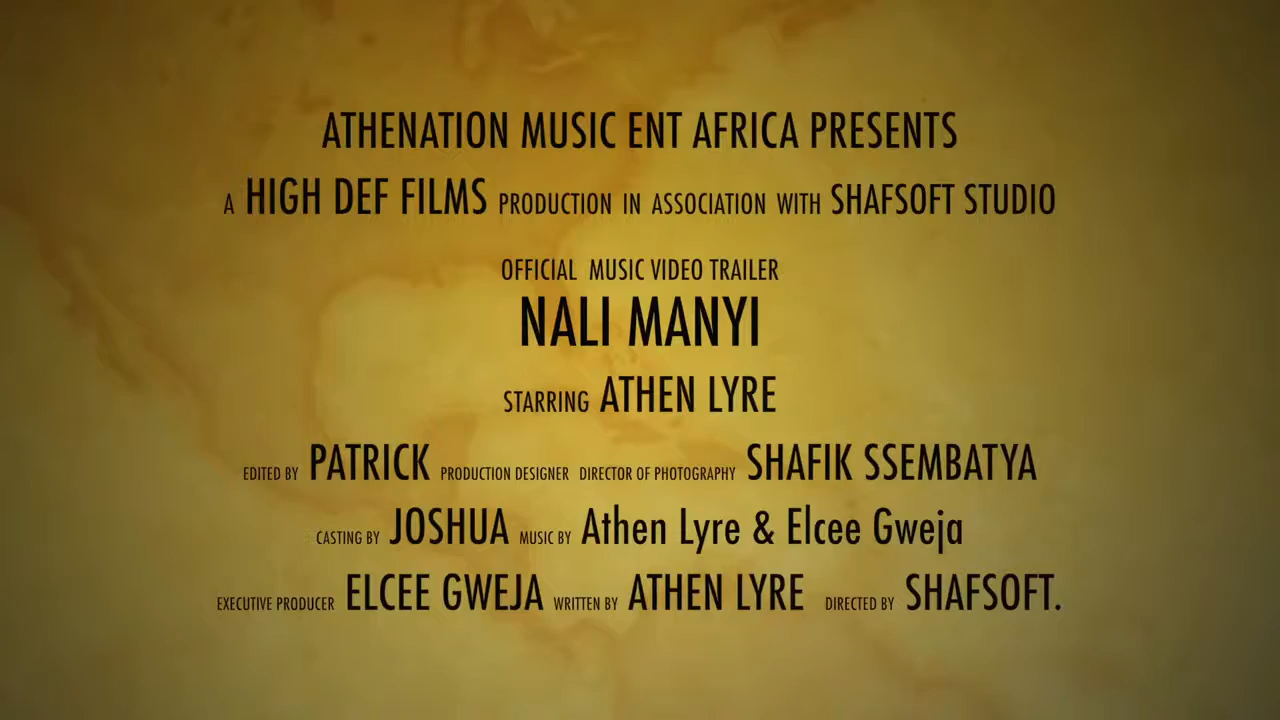 ATHENATION MUSIC ENT AFRICA PRESENTS
A HIGH DEF FILMS PRODUCTION IN ASSOCIATION WITH SHAFSOFT STUDIO
OFFICIAL MUSIC VIDEO TRAILER
NALI MANYI
STARRING ATHEN LYRE
EDITED BY PATRICK PRODUCTION DESIGNER DIRECTOR OF PHOTOGRAPHY SHAFIK SSEMBATYA
CASTING BY JOSHUA MUSIC BY Athen Lyre & Elcee Gweja
EXECUTIVE PRODUCER ELCEE GWEJA WRITTEN BY ATHEN LYRE DIRECTED BY SHAFSOFT.